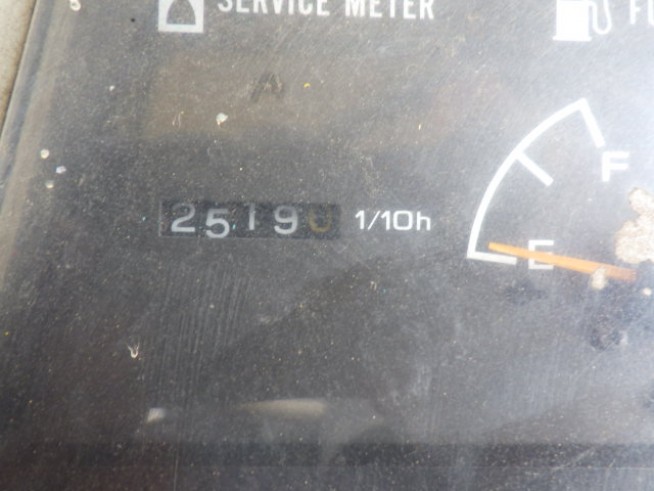 SERVICE METER
2519 1/10h
F
E